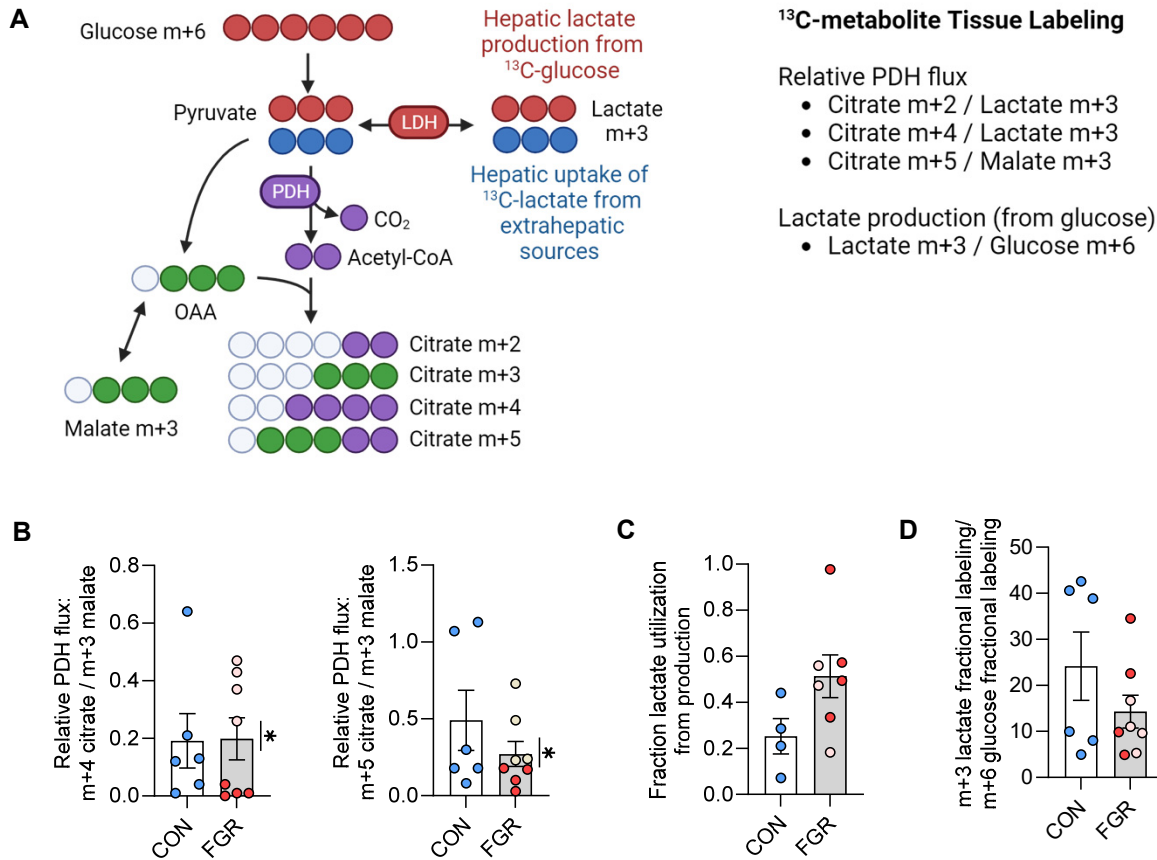 A
Glucose m+6
Hepatic lactate
production from
¹³C-glucose
Pyruvate
LDH
Lactate
m+3
PDH
CO₂
Hepatic uptake of
¹³C-lactate from
extrahepatic
sources
Acetyl-CoA
OAA
Malate m+3
Citrate m+2
Citrate m+3
Citrate m+4
Citrate m+5
¹³C-metabolite Tissue Labeling
Relative PDH flux
• Citrate m+2 / Lactate m+3
• Citrate m+4 / Lactate m+3
• Citrate m+5 / Malate m+3
Lactate production (from glucose)
• Lactate m+3 / Glucose m+6
B
Relative PDH flux:
m+4 citrate / m+3 malate
0.8
0.6
0.4
0.2
0.0
*
CON
FGR
Relative PDH flux:
m+5 citrate / m+3 malate
1.5
1.0
0.5
0.0
*
CON
FGR
C
Fraction lactate utilization
from production
1.0
0.8
0.6
0.4
0.2
0.0
CON
FGR
D
m+3 lactate fractional labeling/
m+6 glucose fractional labeling
50
40
30
20
10
0
CON
FGR